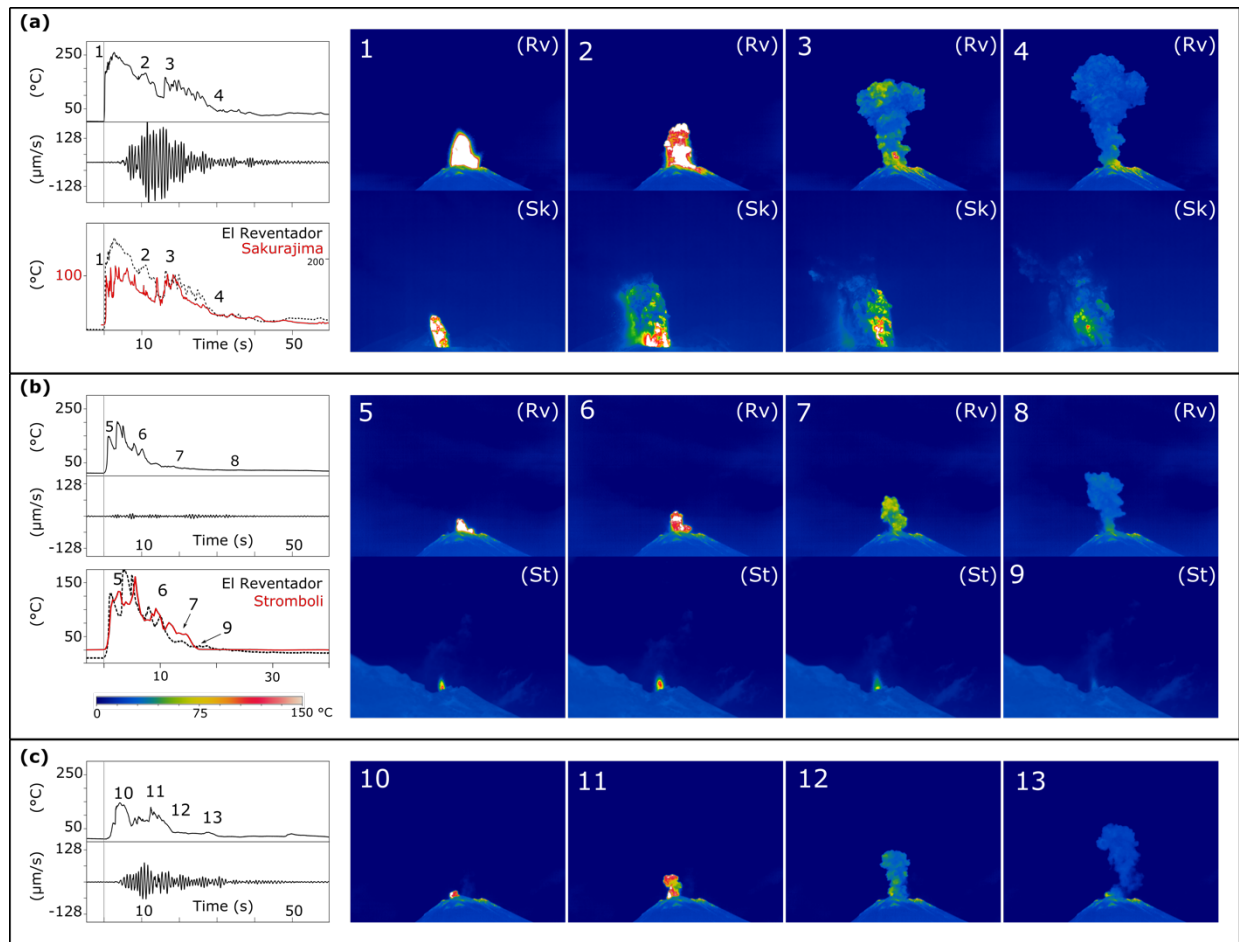 (a)
250
50
(°C)
1
2
3
4
128
-128
(µm/s)
El Reventador
Sakurajima
200
100
(°C)
1
2
3
4
10
Time (s)
50
1
(Rv)
2
(Rv)
3
(Rv)
4
(Rv)
(Sk)
(Sk)
(Sk)
(Sk)
(b)
250
50
(°C)
5
6
7
8
128
-128
(µm/s)
10
Time (s)
50
El Reventador
Stromboli
150
50
(°C)
5
6
7
9
10
30
0
75
150 °C
5
(Rv)
6
(Rv)
7
(Rv)
8
(Rv)
(St)
(St)
(St)
9
(St)
(c)
250
50
(°C)
10
11
12
13
128
-128
(µm/s)
10
Time (s)
50
10
11
12
13